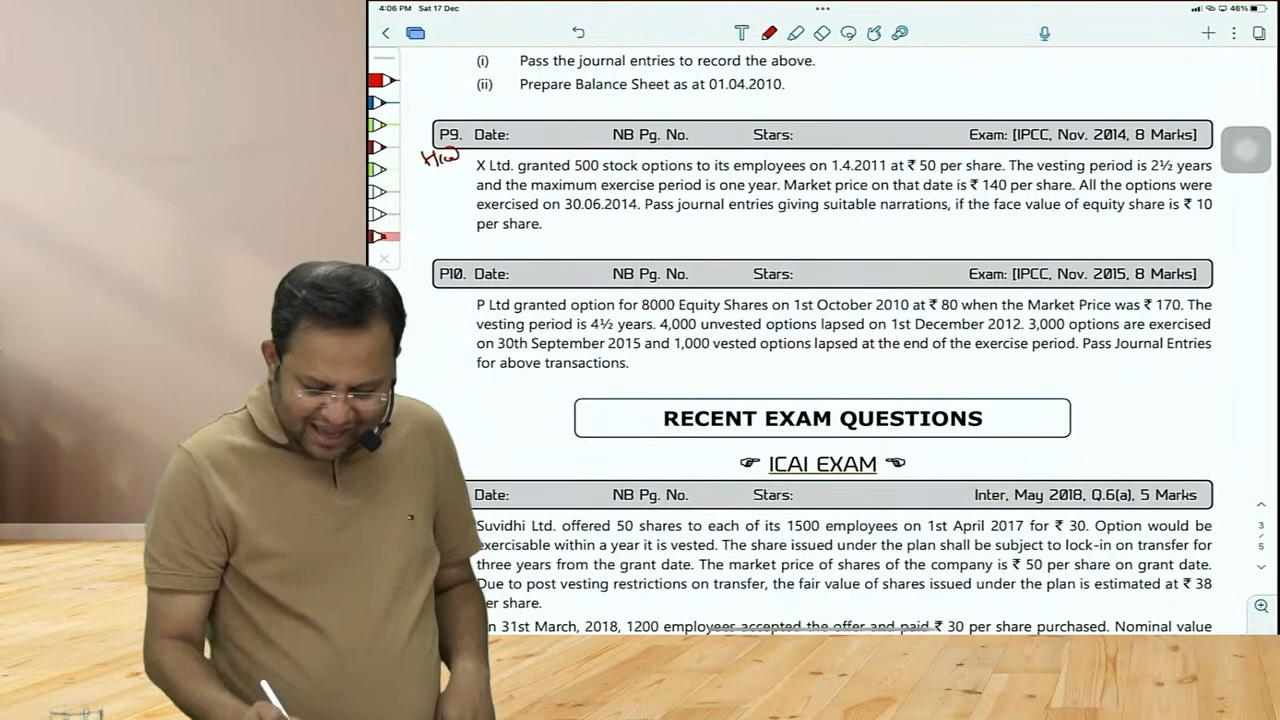 4:06 PM Sat 17 Dec
46%
(i) Pass the journal entries to record the above.
(ii) Prepare Balance Sheet as at 01.04.2010.
P9. Date: NB Pg. No. Stars: Exam: [IPCC, Nov. 2014, 8 Marks]
HW
X Ltd. granted 500 stock options to its employees on 1.4.2011 at ₹ 50 per share. The vesting period is 2½ years
and the maximum exercise period is one year. Market price on that date is ₹ 140 per share. All the options were
exercised on 30.06.2014. Pass journal entries giving suitable narrations, if the face value of equity share is ₹ 10
per share.
P10. Date: NB Pg. No. Stars: Exam: [IPCC, Nov. 2015, 8 Marks]
P Ltd granted option for 8000 Equity Shares on 1st October 2010 at ₹ 80 when the Market Price was ₹ 170. The
vesting period is 4½ years. 4,000 unvested options lapsed on 1st December 2012. 3,000 options are exercised
on 30th September 2015 and 1,000 vested options lapsed at the end of the exercise period. Pass Journal Entries
for above transactions.
RECENT EXAM QUESTIONS
ICAI EXAM
Date: NB Pg. No. Stars: Inter, May 2018, Q.6(a), 5 Marks
Suvidhi Ltd. offered 50 shares to each of its 1500 employees on 1st April 2017 for ₹ 30. Option would be
exercisable within a year it is vested. The share issued under the plan shall be subject to lock-in on transfer for
three years from the grant date. The market price of shares of the company is ₹ 50 per share on grant date.
Due to post vesting restrictions on transfer, the fair value of shares issued under the plan is estimated at ₹ 38
per share.
n 31st March, 2018, 1200 employees accepted the offer and paid ₹ 30 per share purchased. Nominal value
3
/
5